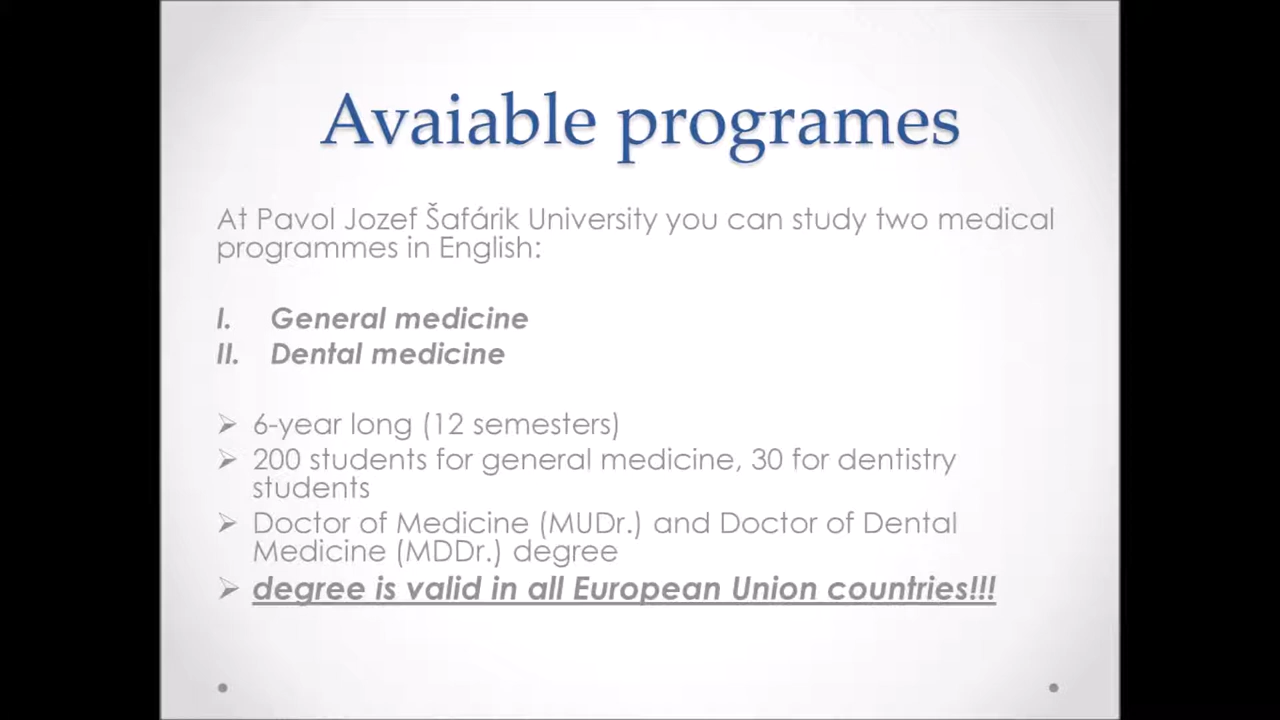 Avaiable programes
At Pavol Jozef Šafárik University you can study two medical
programmes in English:
I. General medicine
II. Dental medicine
➢ 6-year long (12 semesters)
➢ 200 students for general medicine, 30 for dentistry
students
➢ Doctor of Medicine (MUDr.) and Doctor of Dental
Medicine (MDDr.) degree
➢ degree is valid in all European Union countries!!!